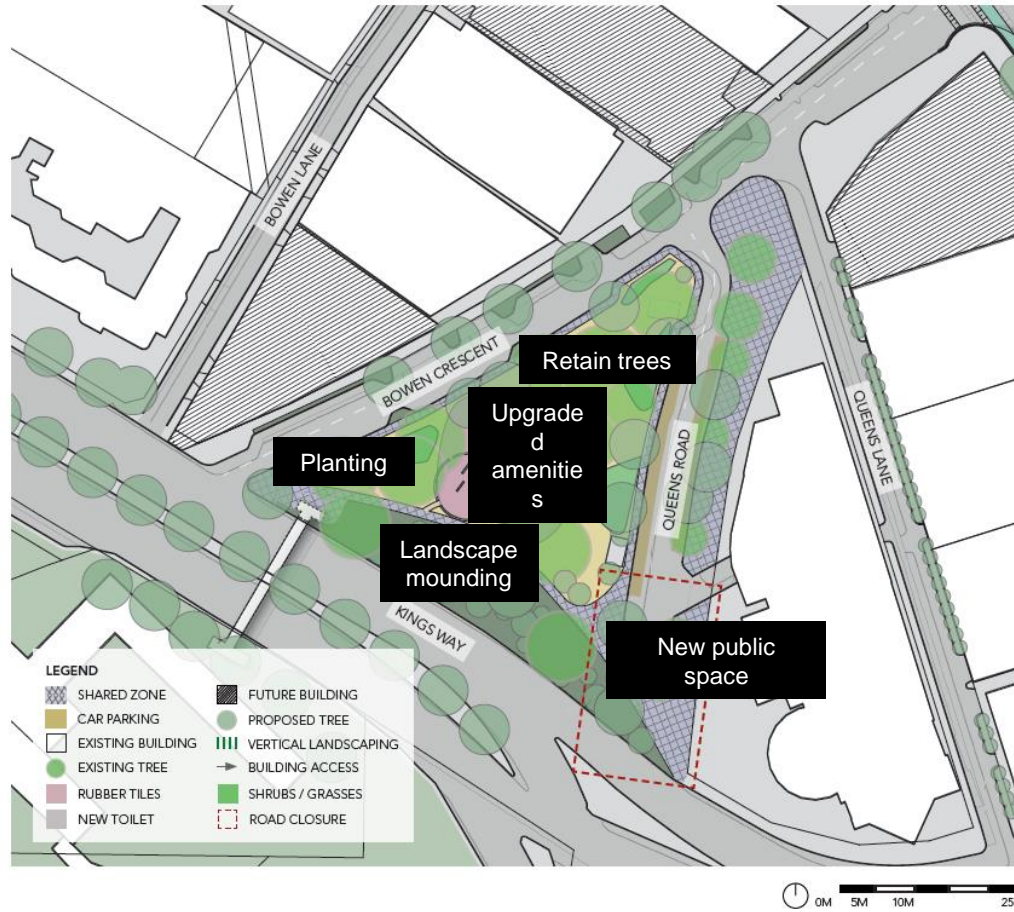 BOWEN LANE
BOWEN CRESCENT
Retain trees
Upgrade
d
amenitie
s
Planting
QUEENS ROAD
QUEENS LANE
Landscape
mounding
KINGS WAY
New public
space
LEGEND
SHARED ZONE
CAR PARKING
EXISTING BUILDING
EXISTING TREE
RUBBER TILES
NEW TOILET
FUTURE BUILDING
PROPOSED TREE
VERTICAL LANDSCAPING
BUILDING ACCESS
SHRUBS / GRASSES
ROAD CLOSURE
0M 5M 10M 25